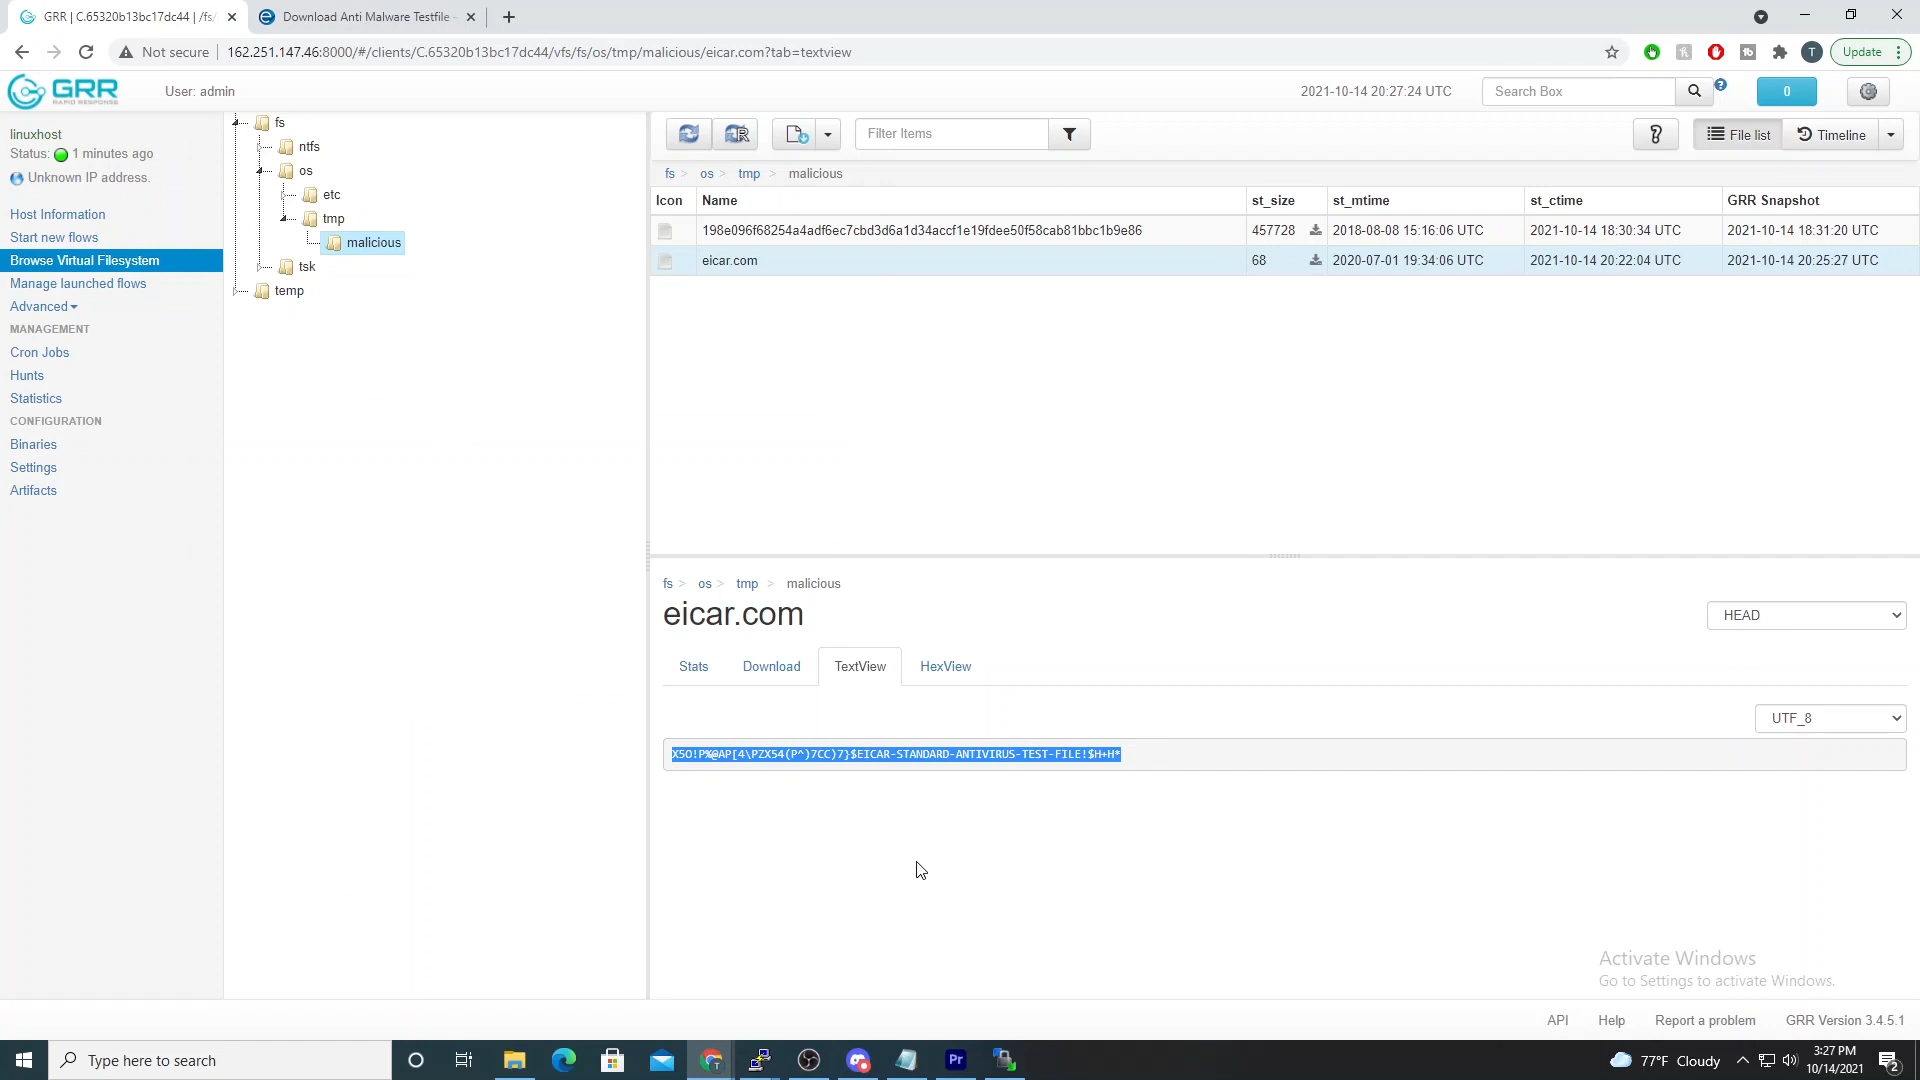 GRR | C.65320b13bc17dc44 | /fs/
Download Anti Malware Testfile
Not secure
162.251.147.46:8000/#/clients/C.65320b13bc17dc44/vfs/fs/os/tmp/malicious/eicar.com?tab=textview
T
Update
GRR
RAPID RESPONSE
User: admin
2021-10-14 20:27:24 UTC
Search Box
?
0
linuxhost
Status: 1 minutes ago
Unknown IP address.
Host Information
Start new flows
Browse Virtual Filesystem
Manage launched flows
Advanced
MANAGEMENT
Cron Jobs
Hunts
Statistics
CONFIGURATION
Binaries
Settings
Artifacts
fs
ntfs
os
etc
tmp
malicious
tsk
temp
R
Filter Items
?
File list
Timeline
fs > os > tmp > malicious
Icon Name st_size st_mtime st_ctime GRR Snapshot
198e096f68254a4adf6ec7cbd3d6a1d34accf1e19fdee50f58cab81bbc1b9e86 457728 2018-08-08 15:16:06 UTC 2021-10-14 18:30:34 UTC 2021-10-14 18:31:20 UTC
eicar.com 68 2020-07-01 19:34:06 UTC 2021-10-14 20:22:04 UTC 2021-10-14 20:25:27 UTC
fs > os > tmp > malicious
eicar.com
HEAD
Stats Download TextView HexView
UTF_8
X5O!P%@AP[4\PZX54(P^)7CC)7}$EICAR-STANDARD-ANTIVIRUS-TEST-FILE!$H+H*
Activate Windows
Go to Settings to activate Windows.
API Help Report a problem GRR Version 3.4.5.1
Type here to search
Pr
77°F Cloudy
3:27 PM
10/14/2021
2